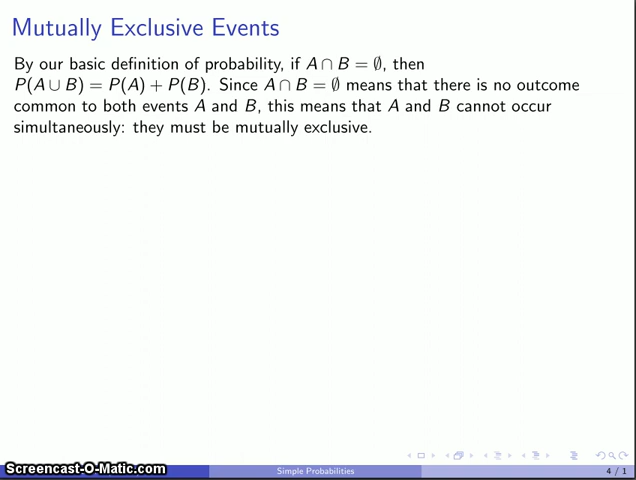 Mutually Exclusive Events
By our basic definition of probability, if A ∩ B = ∅, then
P(A ∪ B) = P(A) + P(B). Since A ∩ B = ∅ means that there is no outcome
common to both events A and B, this means that A and B cannot occur
simultaneously: they must be mutually exclusive.
Screencast-O-Matic.com
Simple Probabilities
4 / 1